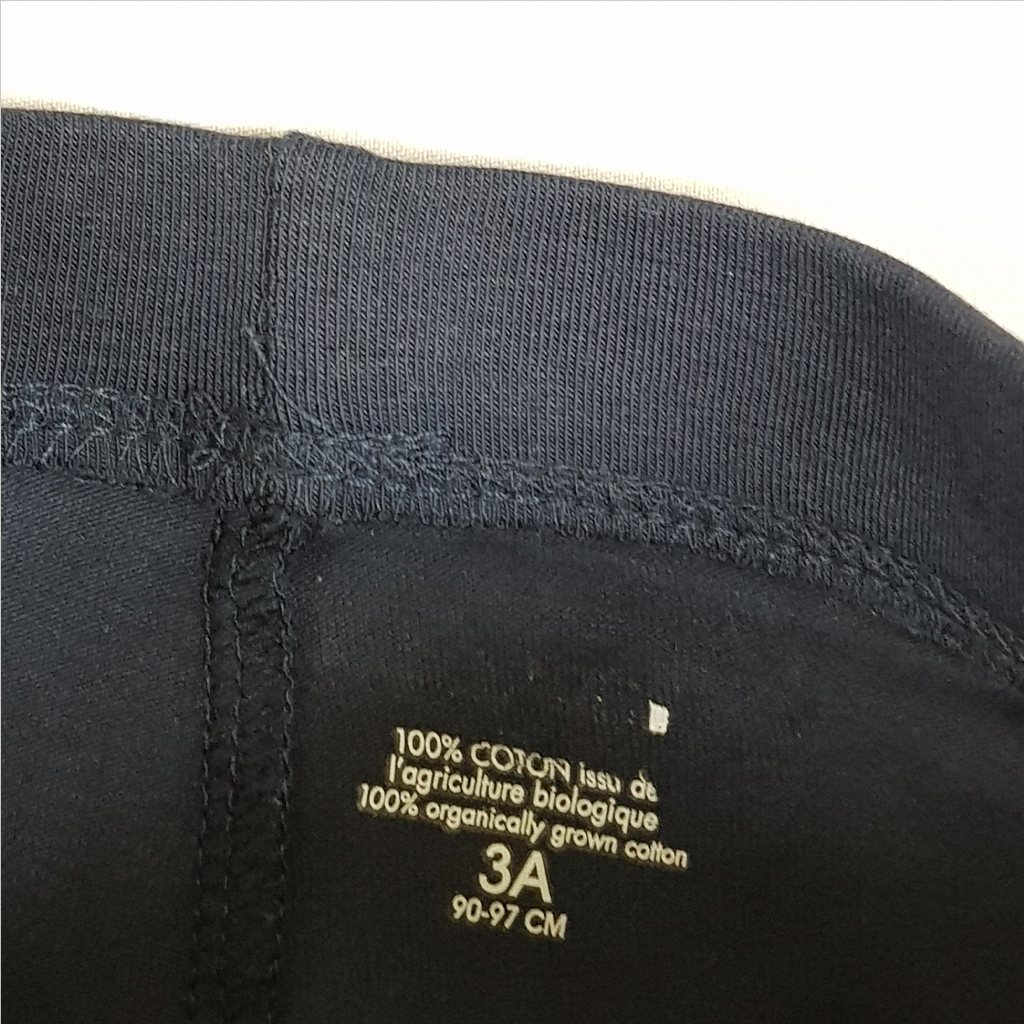 100% COTON issu de
l'agriculture biologique
100% organically grown cotton
3A
90-97 CM